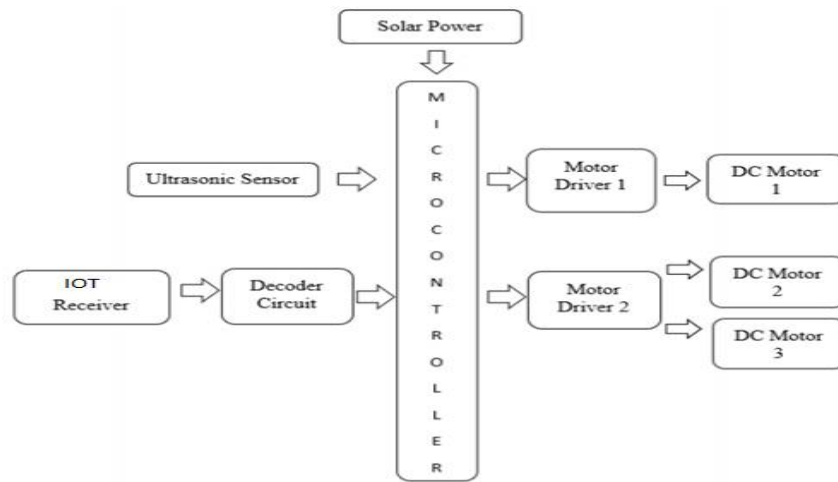 Solar Power
M
I
C
R
O
C
O
N
T
R
O
L
L
E
R
Ultrasonic Sensor
Motor
Driver 1
DC Motor
1
IOT
Receiver
Decoder
Circuit
Motor
Driver 2
DC Motor
2
DC Motor
3